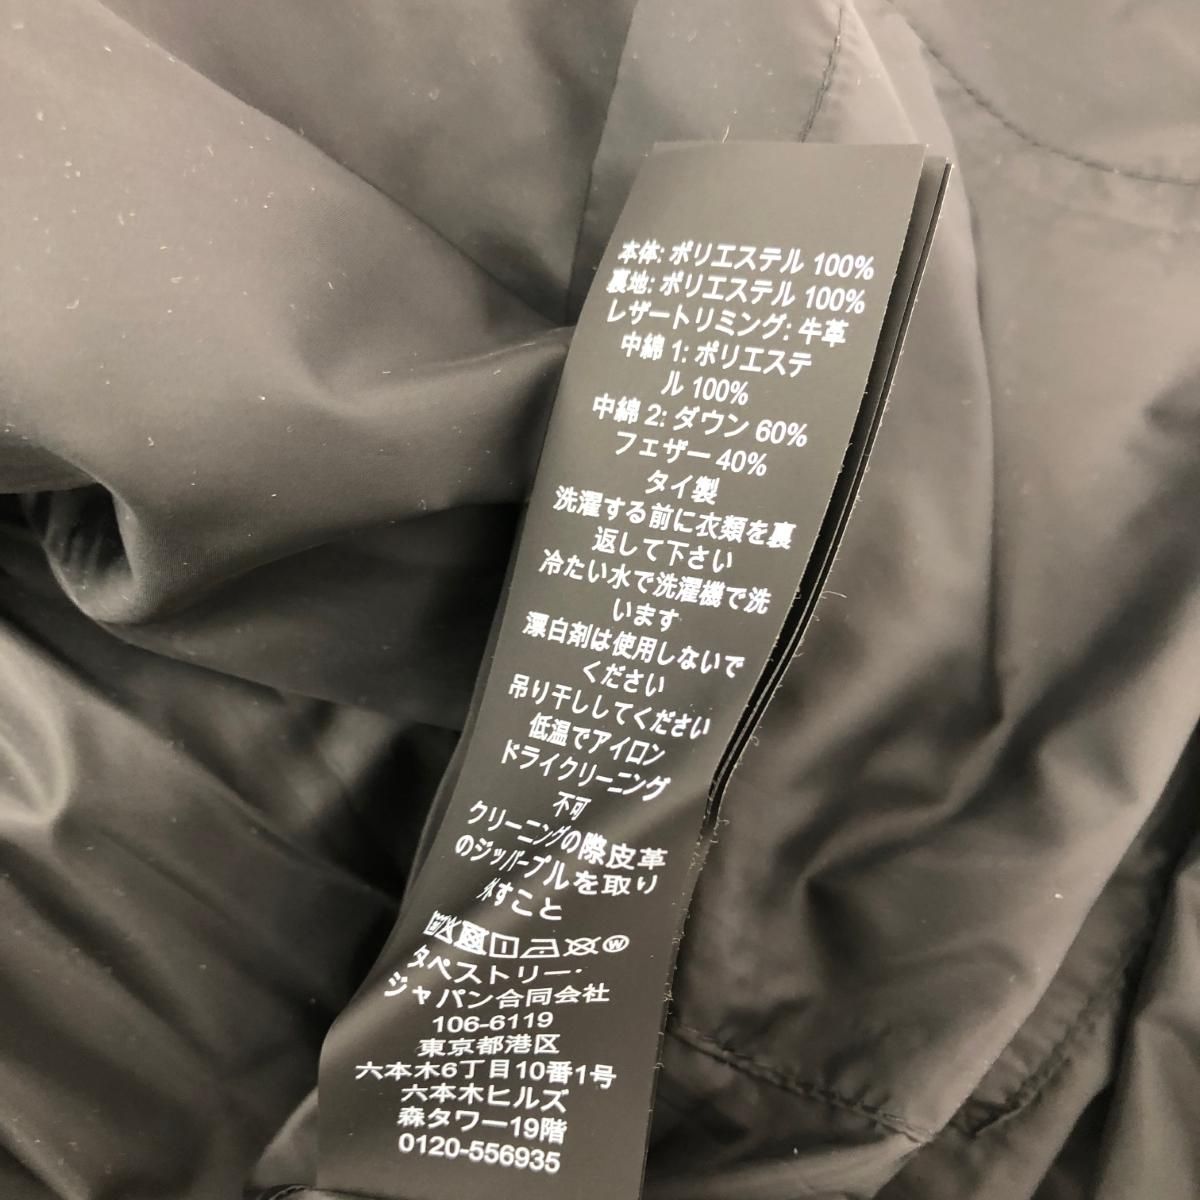 本体: ポリエステル 100%
裏地: ポリエステル 100%
レザートリミング: 牛革
中綿 1: ポリエステ
ル 100%
中綿 2: ダウン 60%
フェザー 40%
タイ製
洗濯する前に衣類を裏
返して下さい
冷たい水で洗濯機で洗
います
漂白剤は使用しないで
ください
吊り干ししてください
低温でアイロン
ドライクリーニング
不可
クリーニングの際皮革
のジッパープルを取り
外すこと
W
タペストリー・
ジャパン合同会社
106-6119
東京都港区
六本木6丁目10番1号
六本木ヒルズ
森タワー19階
0120-556935